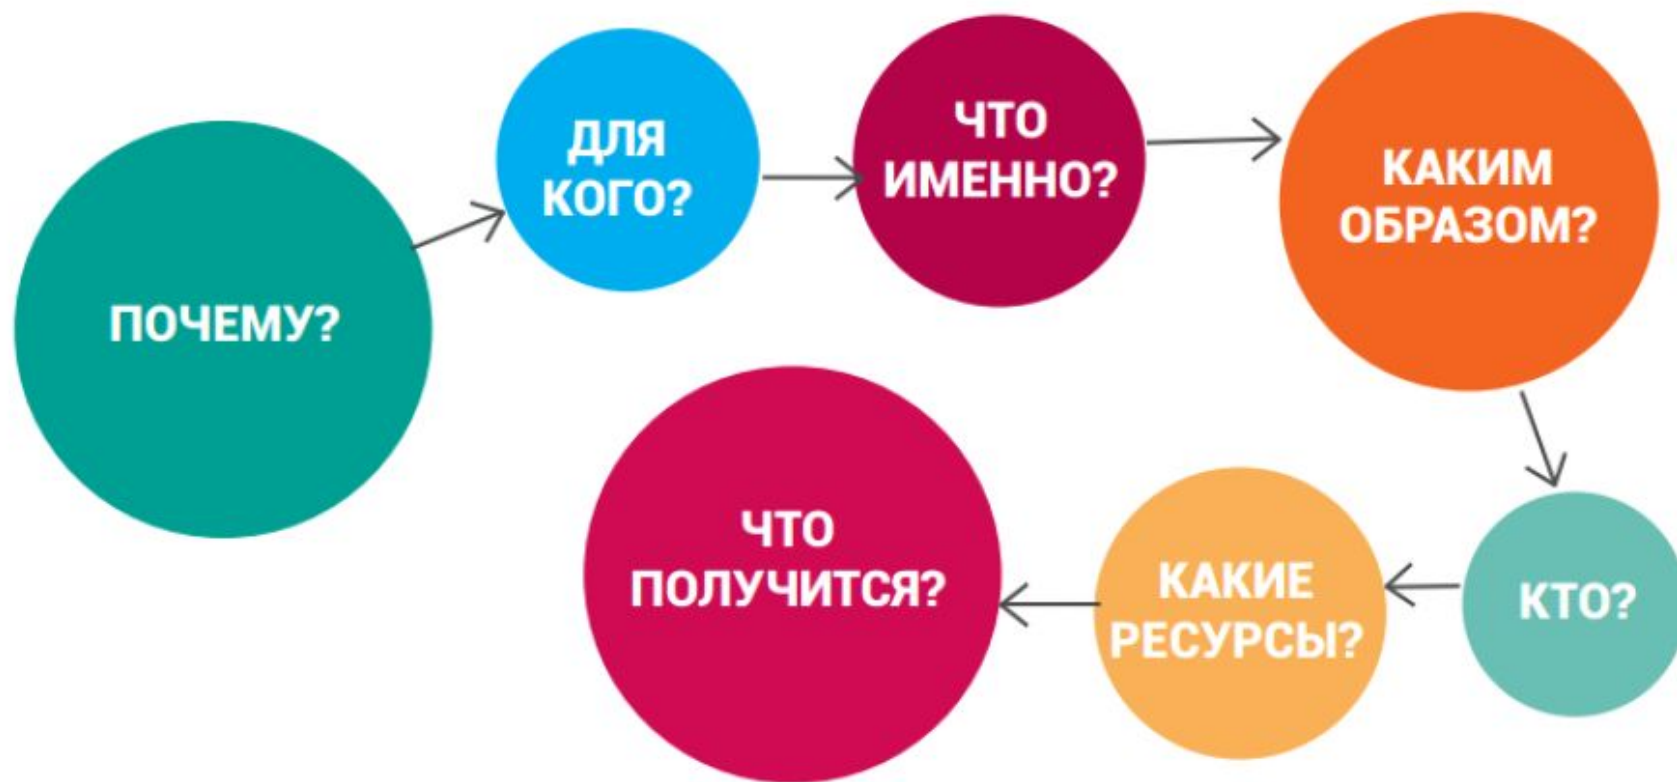 ПОЧЕМУ?
ДЛЯ
КОГО?
ЧТО
ИМЕННО?
КАКИМ
ОБРАЗОМ?
КТО?
КАКИЕ
РЕСУРСЫ?
ЧТО
ПОЛУЧИТСЯ?